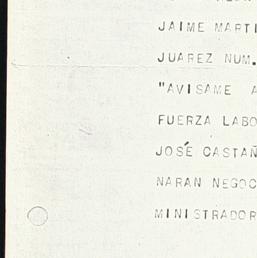 JAIME MARTI
JUAREZ NUM.
"AVISAME A
FUERZA LABO
JOSÉ CASTAÑ
NARAN NEGOC
MINISTRADOR